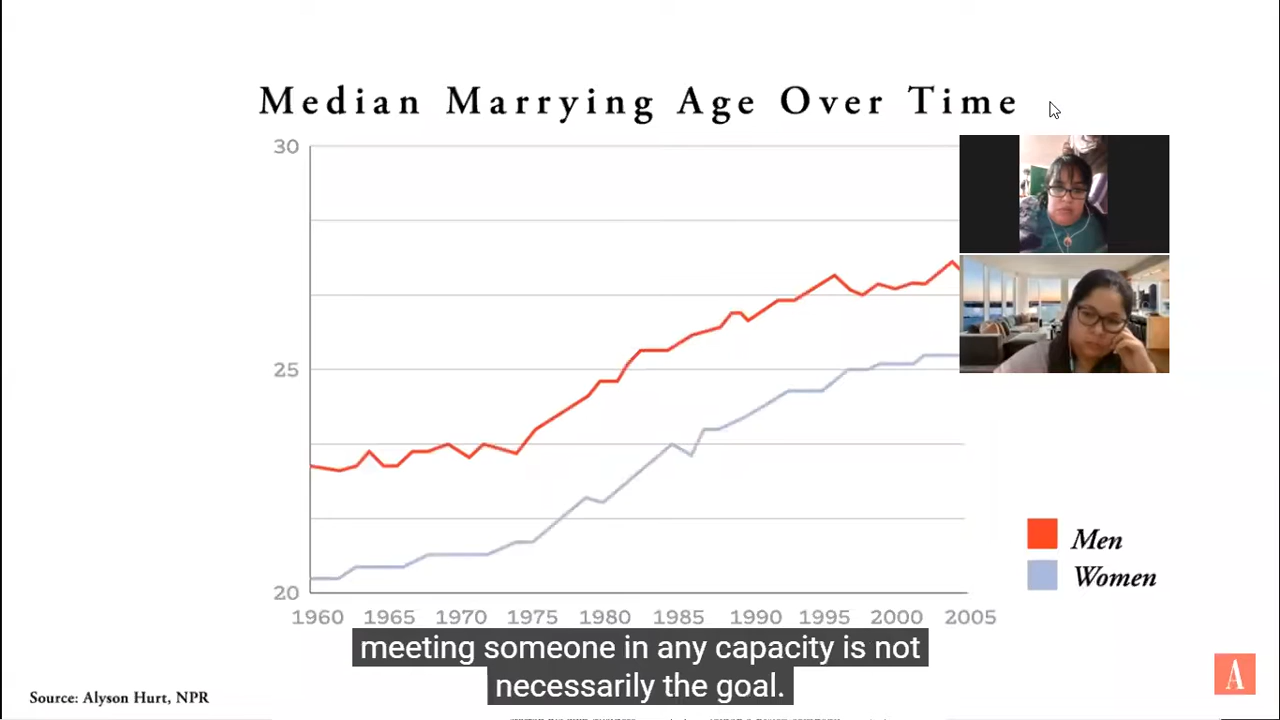 Median Marrying Age Over Time
30
25
20
1960 1965 1970 1975 1980 1985 1990 1995 2000 2005
Men
Women
meeting someone in any capacity is not
necessarily the goal.
Source: Alyson Hurt, NPR
A